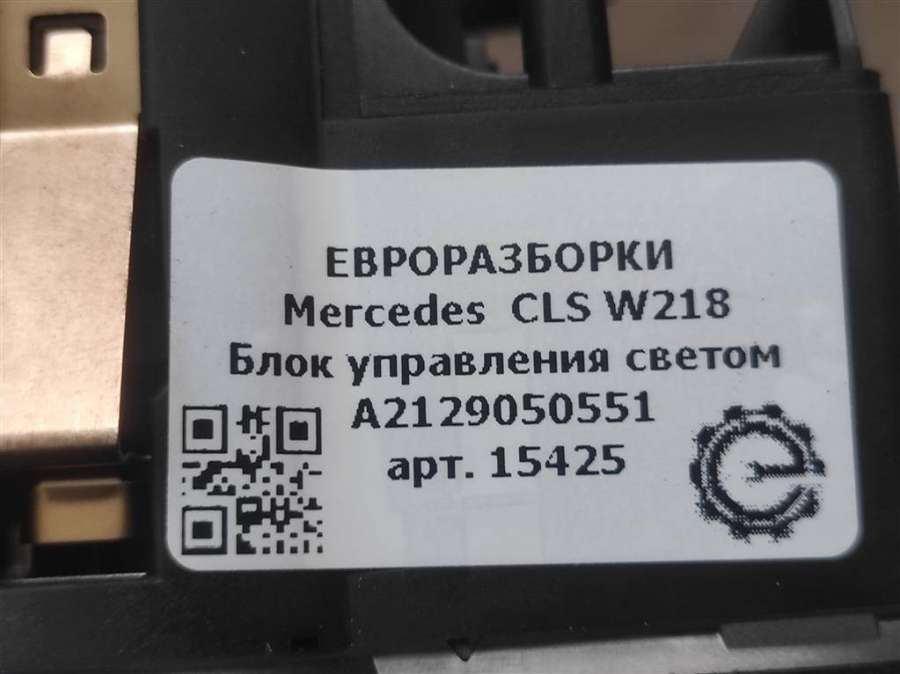 ЕВРОРАЗБОРКИ
Mercedes CLS W218
Блок управления светом
A2129050551
арт. 15425